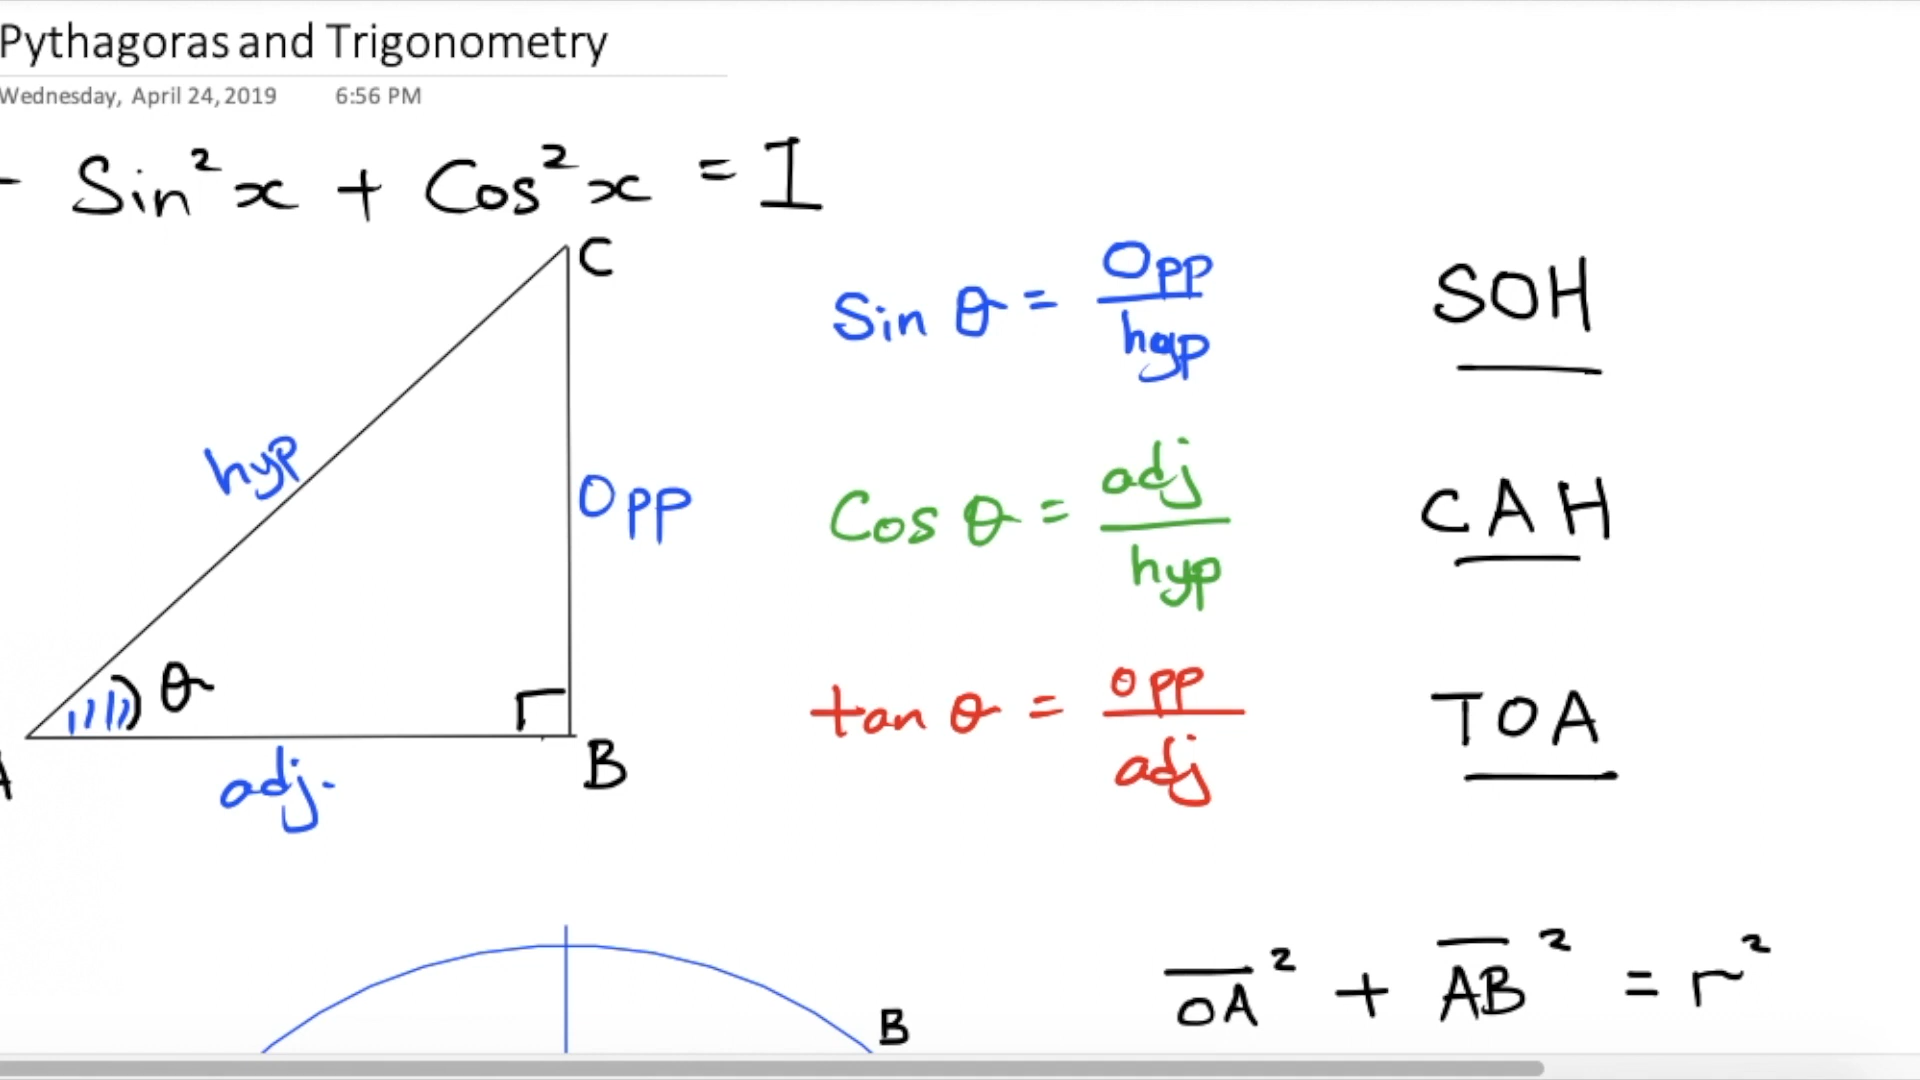 Pythagoras and Trigonometry
Wednesday, April 24, 2019 6:56 PM
- Sin²x + Cos²x = 1
C
Sin θ = Opp/hyp
SOH
hyp
Opp
Cos θ = adj/hyp
CAH
θ
tan θ = opp/adj
TOA
A
adj.
B
OA² + AB² = r²
B